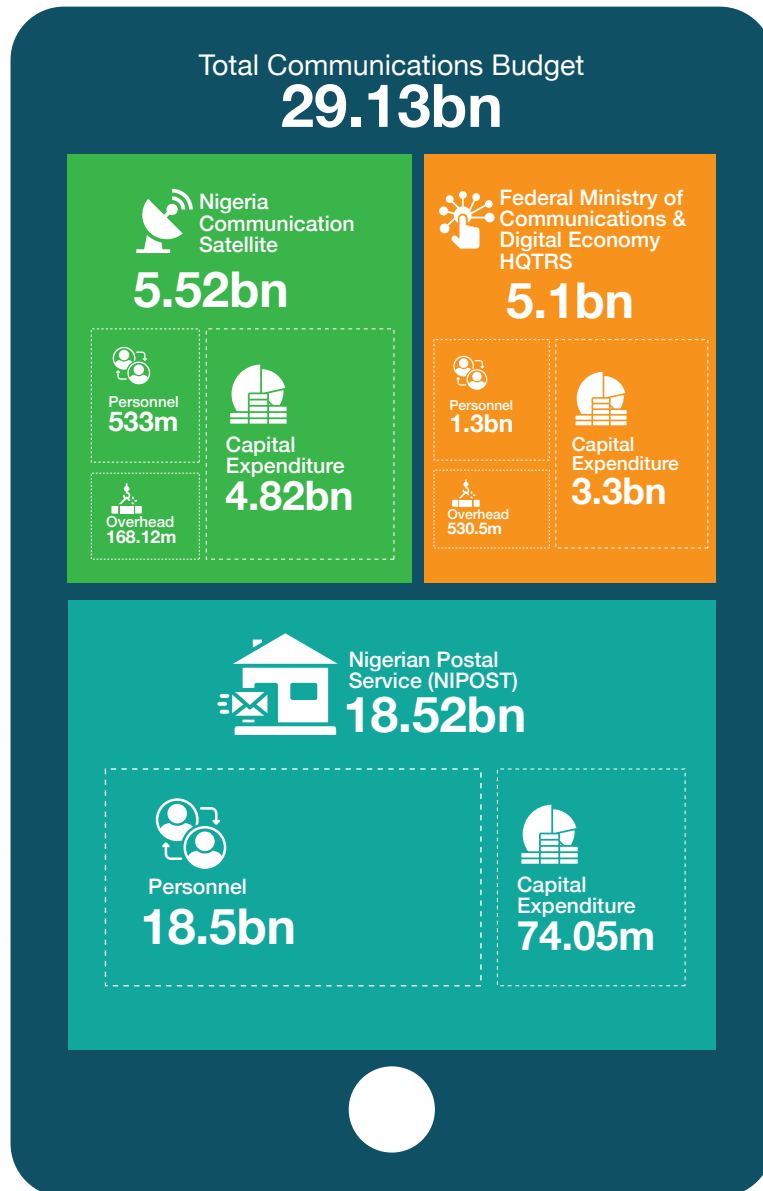 Total Communications Budget
29.13bn
Nigeria
Communication
Satellite
5.52bn
Personnel
533m
Overhead
168.12m
Capital
Expenditure
4.82bn
Federal Ministry of
Communications &
Digital Economy
HQTRS
5.1bn
Personnel
1.3bn
Overhead
530.5m
Capital
Expenditure
3.3bn
Nigerian Postal
Service (NIPOST)
18.52bn
Personnel
18.5bn
Capital
Expenditure
74.05m